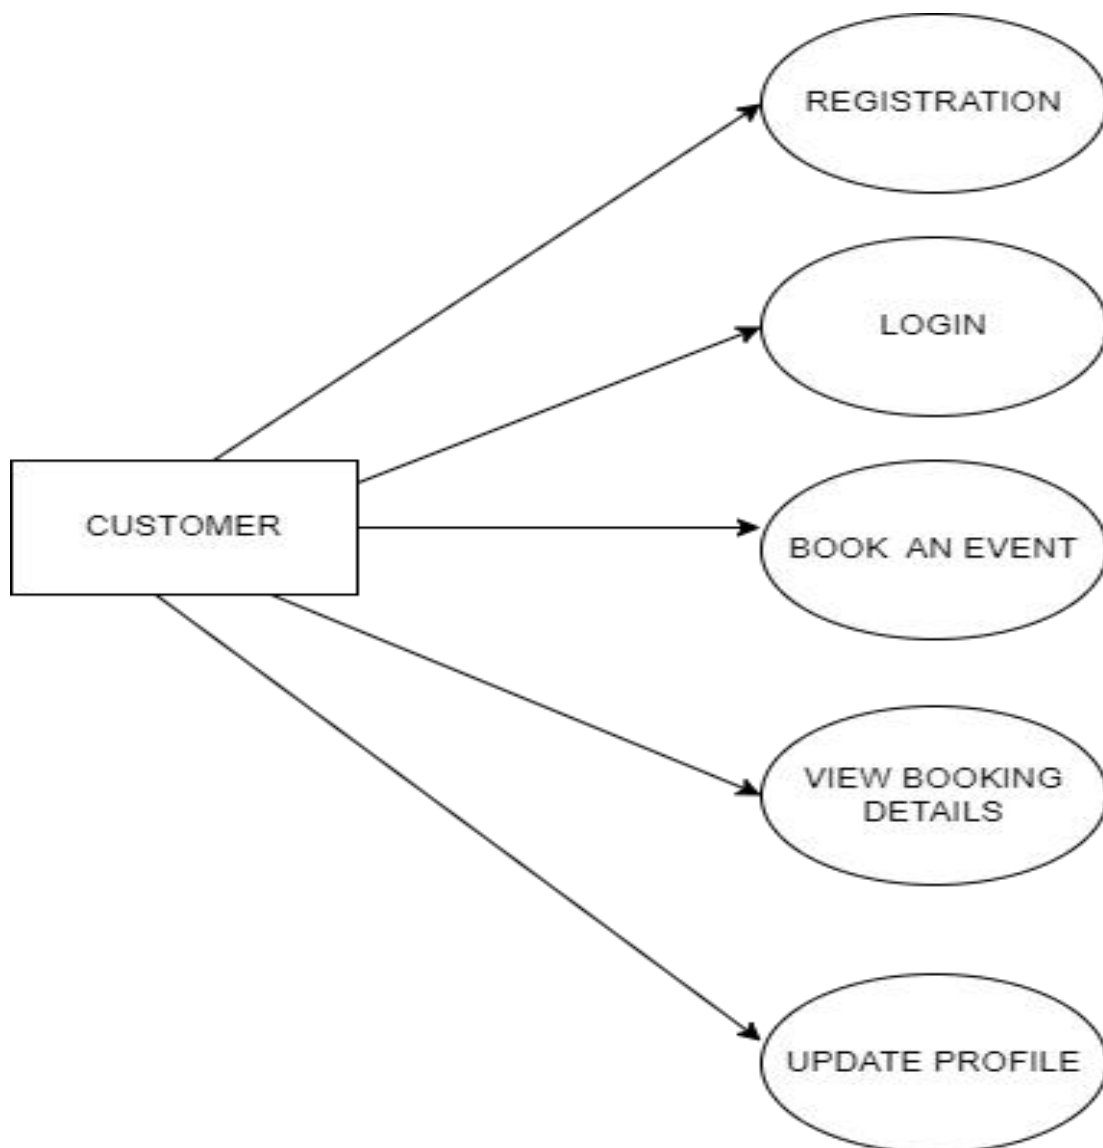 REGISTRATION
LOGIN
CUSTOMER
BOOK AN EVENT
VIEW BOOKING
DETAILS
UPDATE PROFILE